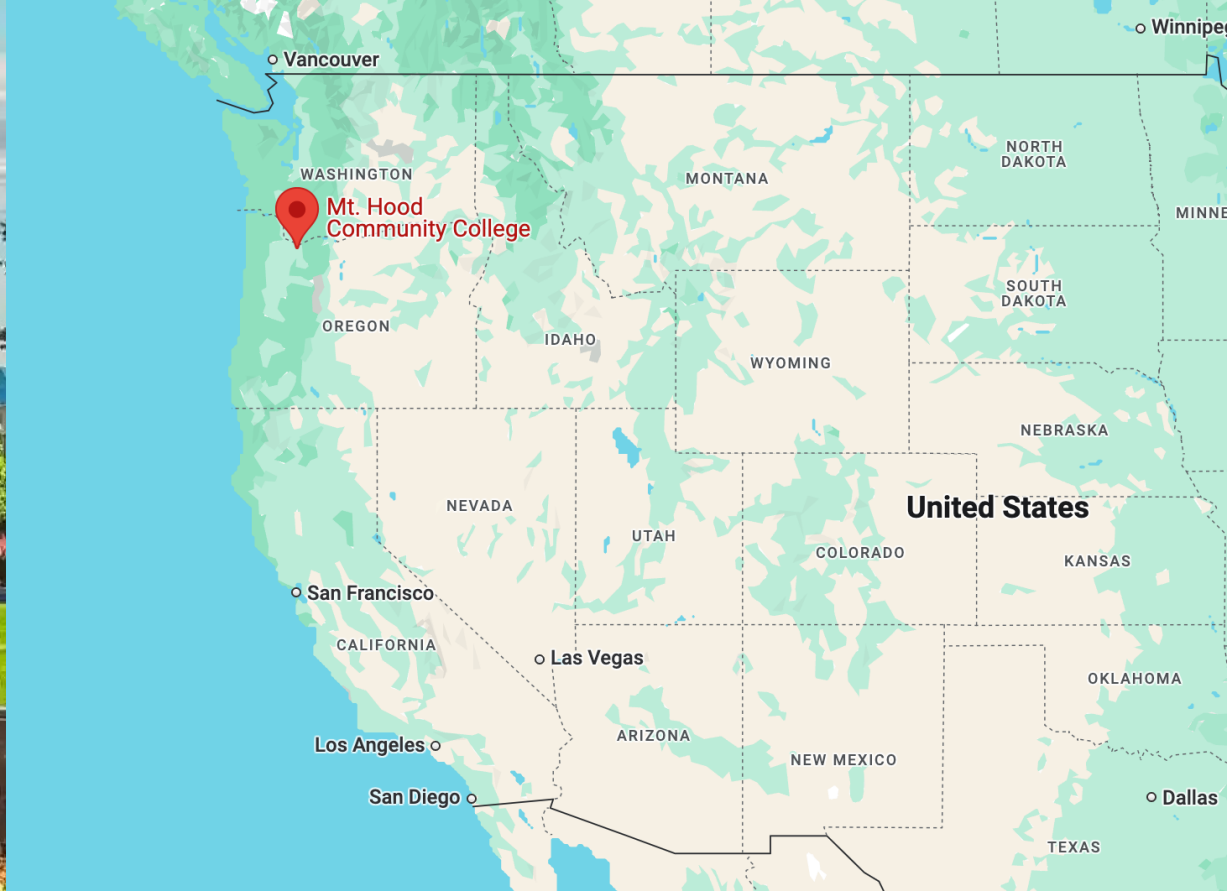 Winnipeg
Vancouver
WASHINGTON
MONTANA
NORTH
DAKOTA
MINNE
Mt. Hood
Community College
SOUTH
DAKOTA
OREGON
IDAHO
WYOMING
NEBRASKA
NEVADA
United States
UTAH
COLORADO
KANSAS
San Francisco
CALIFORNIA
Las Vegas
OKLAHOMA
ARIZONA
Los Angeles
NEW MEXICO
San Diego
Dallas
TEXAS